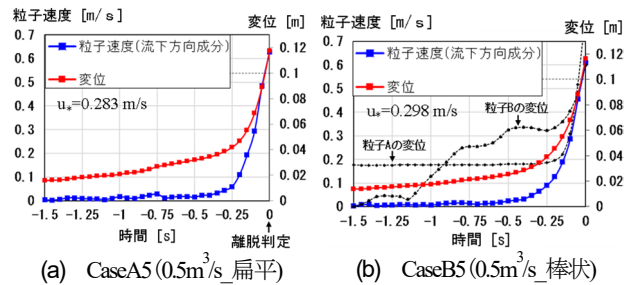 粒子速度 [m/s]
変位 [m]
0.7
0.6
0.5
0.4
0.3
0.2
0.1
0
0.12
0.1
0.08
0.06
0.04
0.02
0
粒子速度(流下方向成分)
変位
u*=0.283 m/s
-1.5 -1.25 -1 -0.75 -0.5 -0.25 0
時間 [s]
離脱判定
(a) CaseA5(0.5m³/s_扁平)
粒子速度 [m/s]
変位 [m]
0.7
0.6
0.5
0.4
0.3
0.2
0.1
0
0.12
0.1
0.08
0.06
0.04
0.02
0
粒子速度(流下方向成分)
変位
u*=0.298 m/s
粒子Bの変位
粒子Aの変位
-1.5 -1.25 -1 -0.75 -0.5 -0.25 0
時間 [s]
(b) CaseB5(0.5m³/s_棒状)